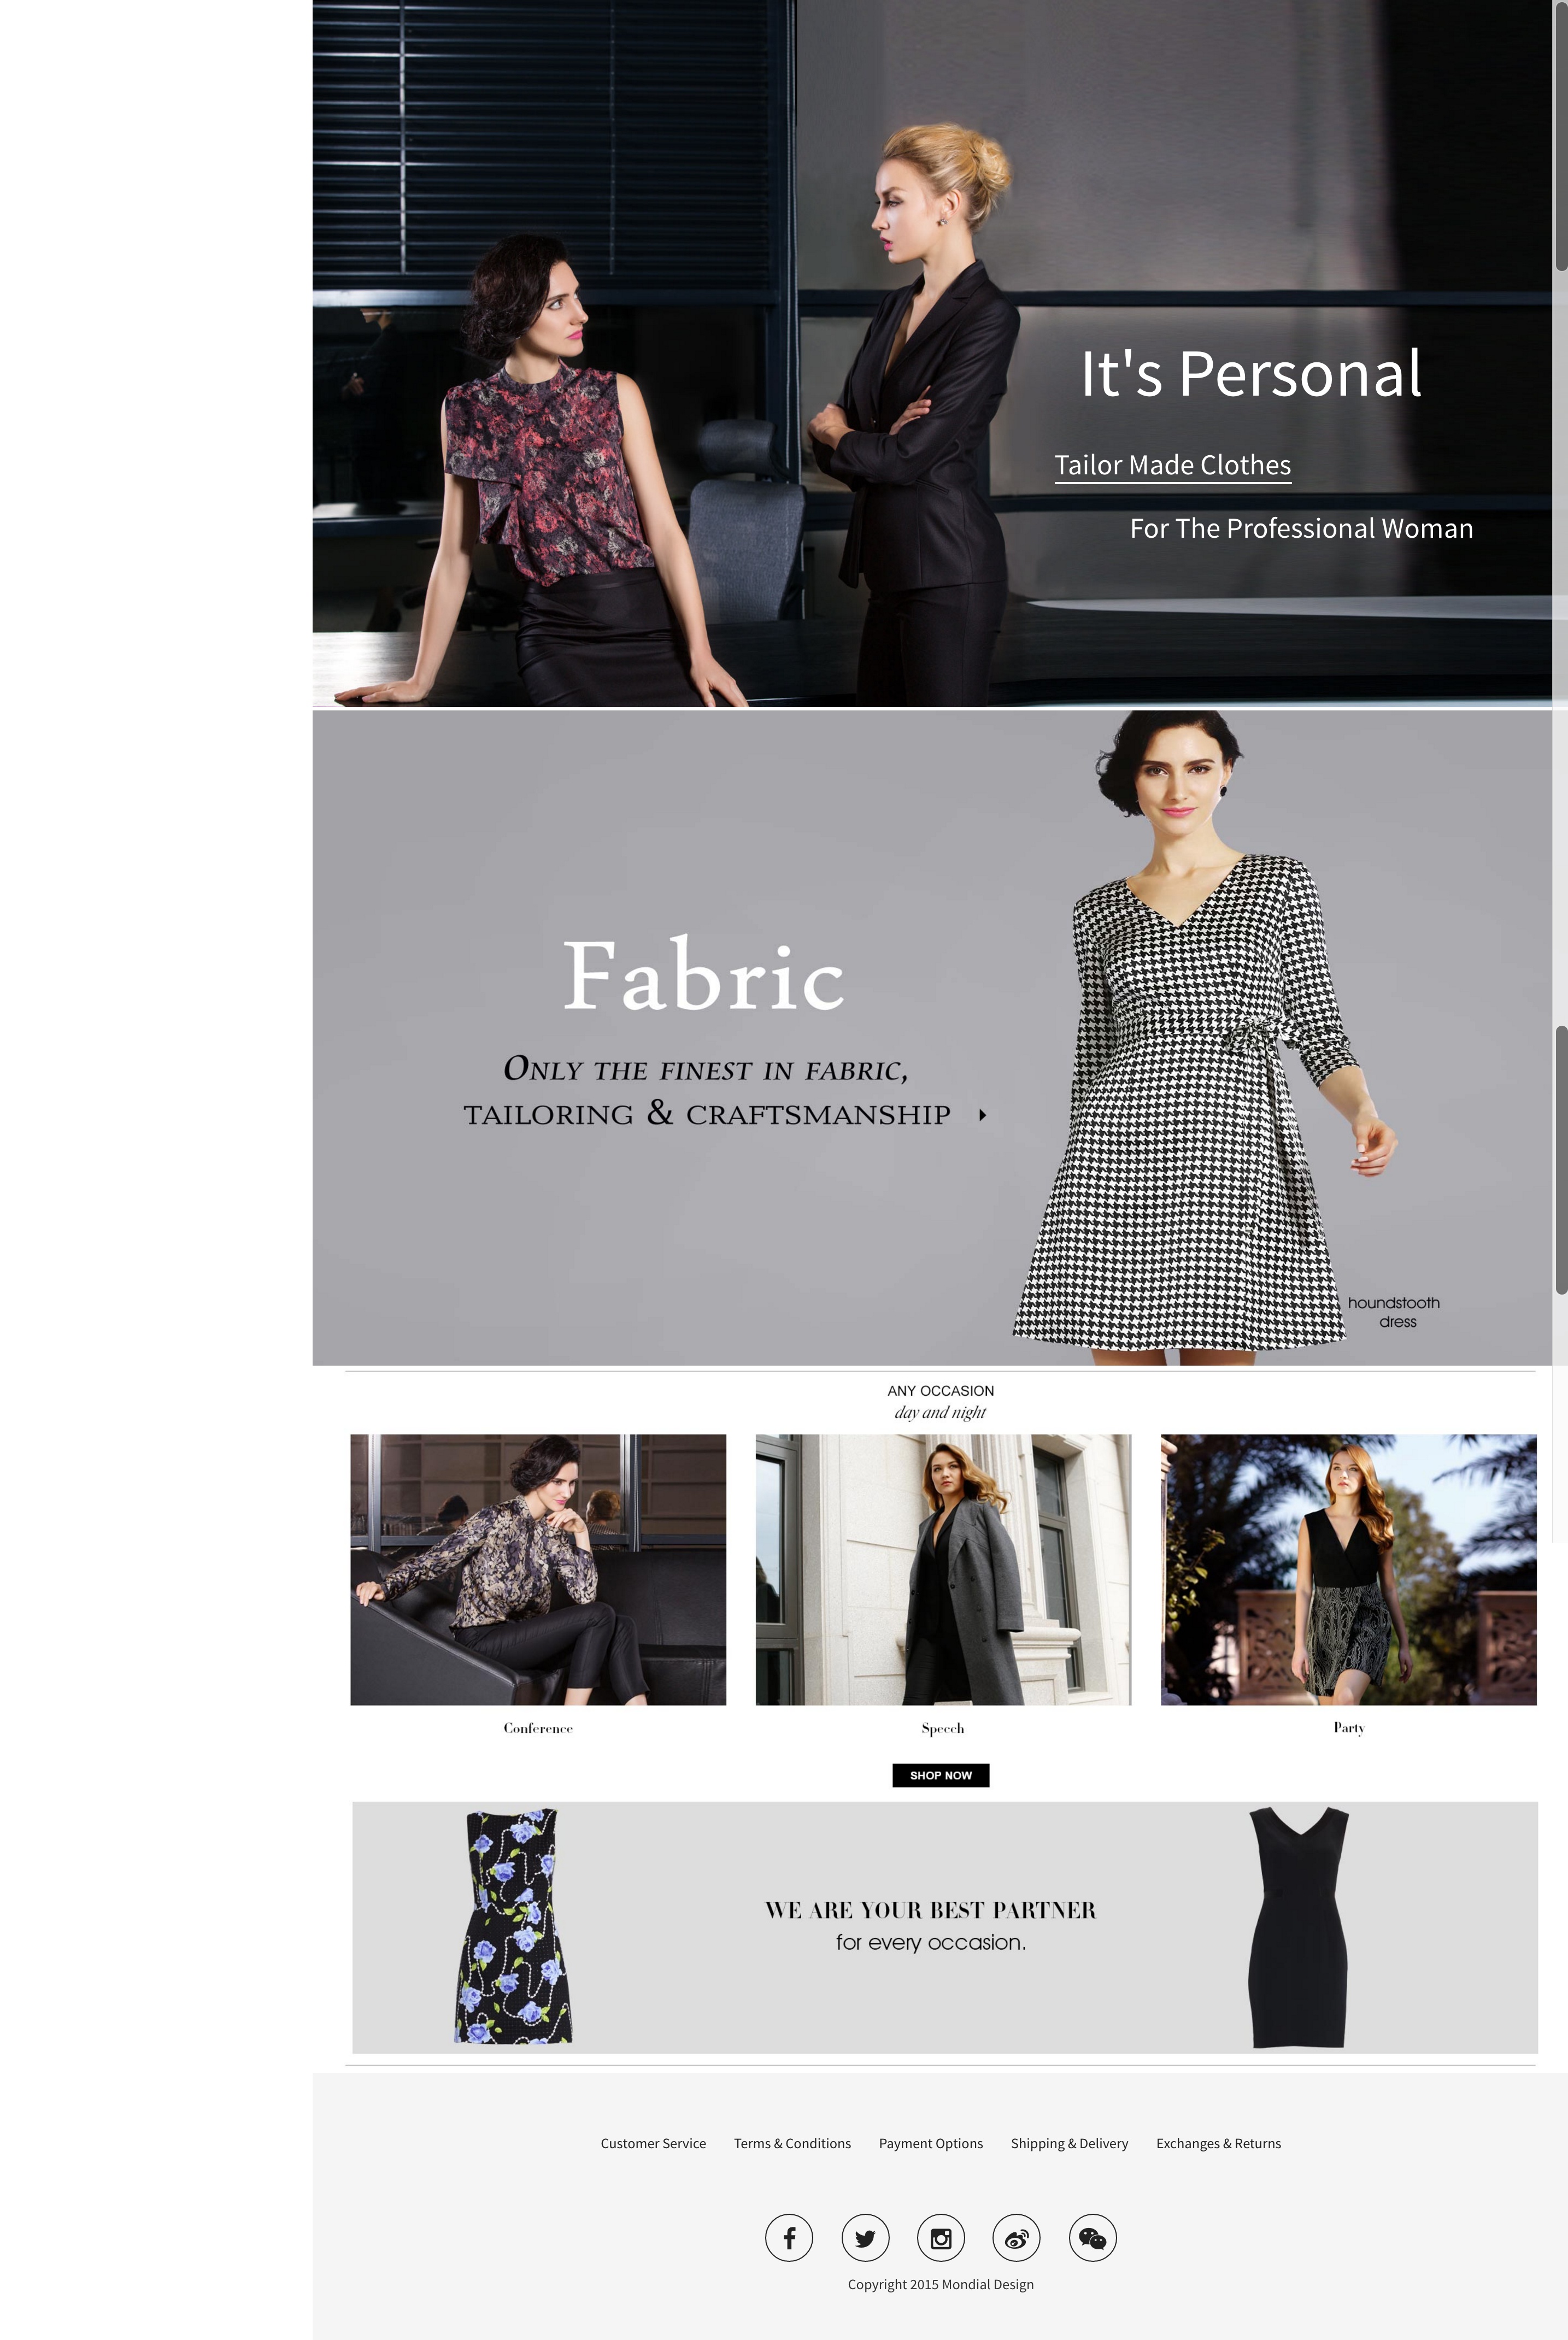 It's Personal
Tailor Made Clothes
For The Professional Woman
Fabric
ONLY THE FINEST IN FABRIC,
TAILORING & CRAFTSMANSHIP
houndstooth
dress
ANY OCCASION
day and night
Conference
Speech
Party
SHOP NOW
WE ARE YOUR BEST PARTNER
for every occasion.
Customer Service Terms & Conditions Payment Options Shipping & Delivery Exchanges & Returns
Copyright 2015 Mondial Design